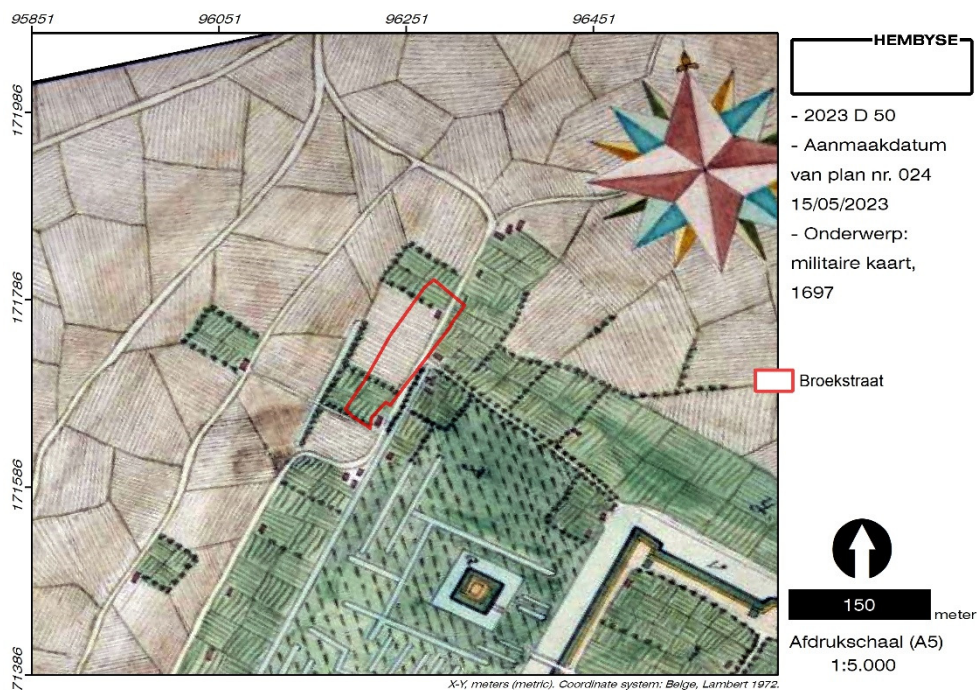 95851 96051 96251 96451
HEMBYSE
171986
- 2023 D 50
- Aanmaakdatum
van plan nr. 024
15/05/2023
- Onderwerp:
militaire kaart,
1697
171786
Broekstraat
171586
150 meter
Afdrukschaal (A5)
1:5.000
71386
X-Y, meters (metric). Coordinate system: Belge, Lambert 1972.